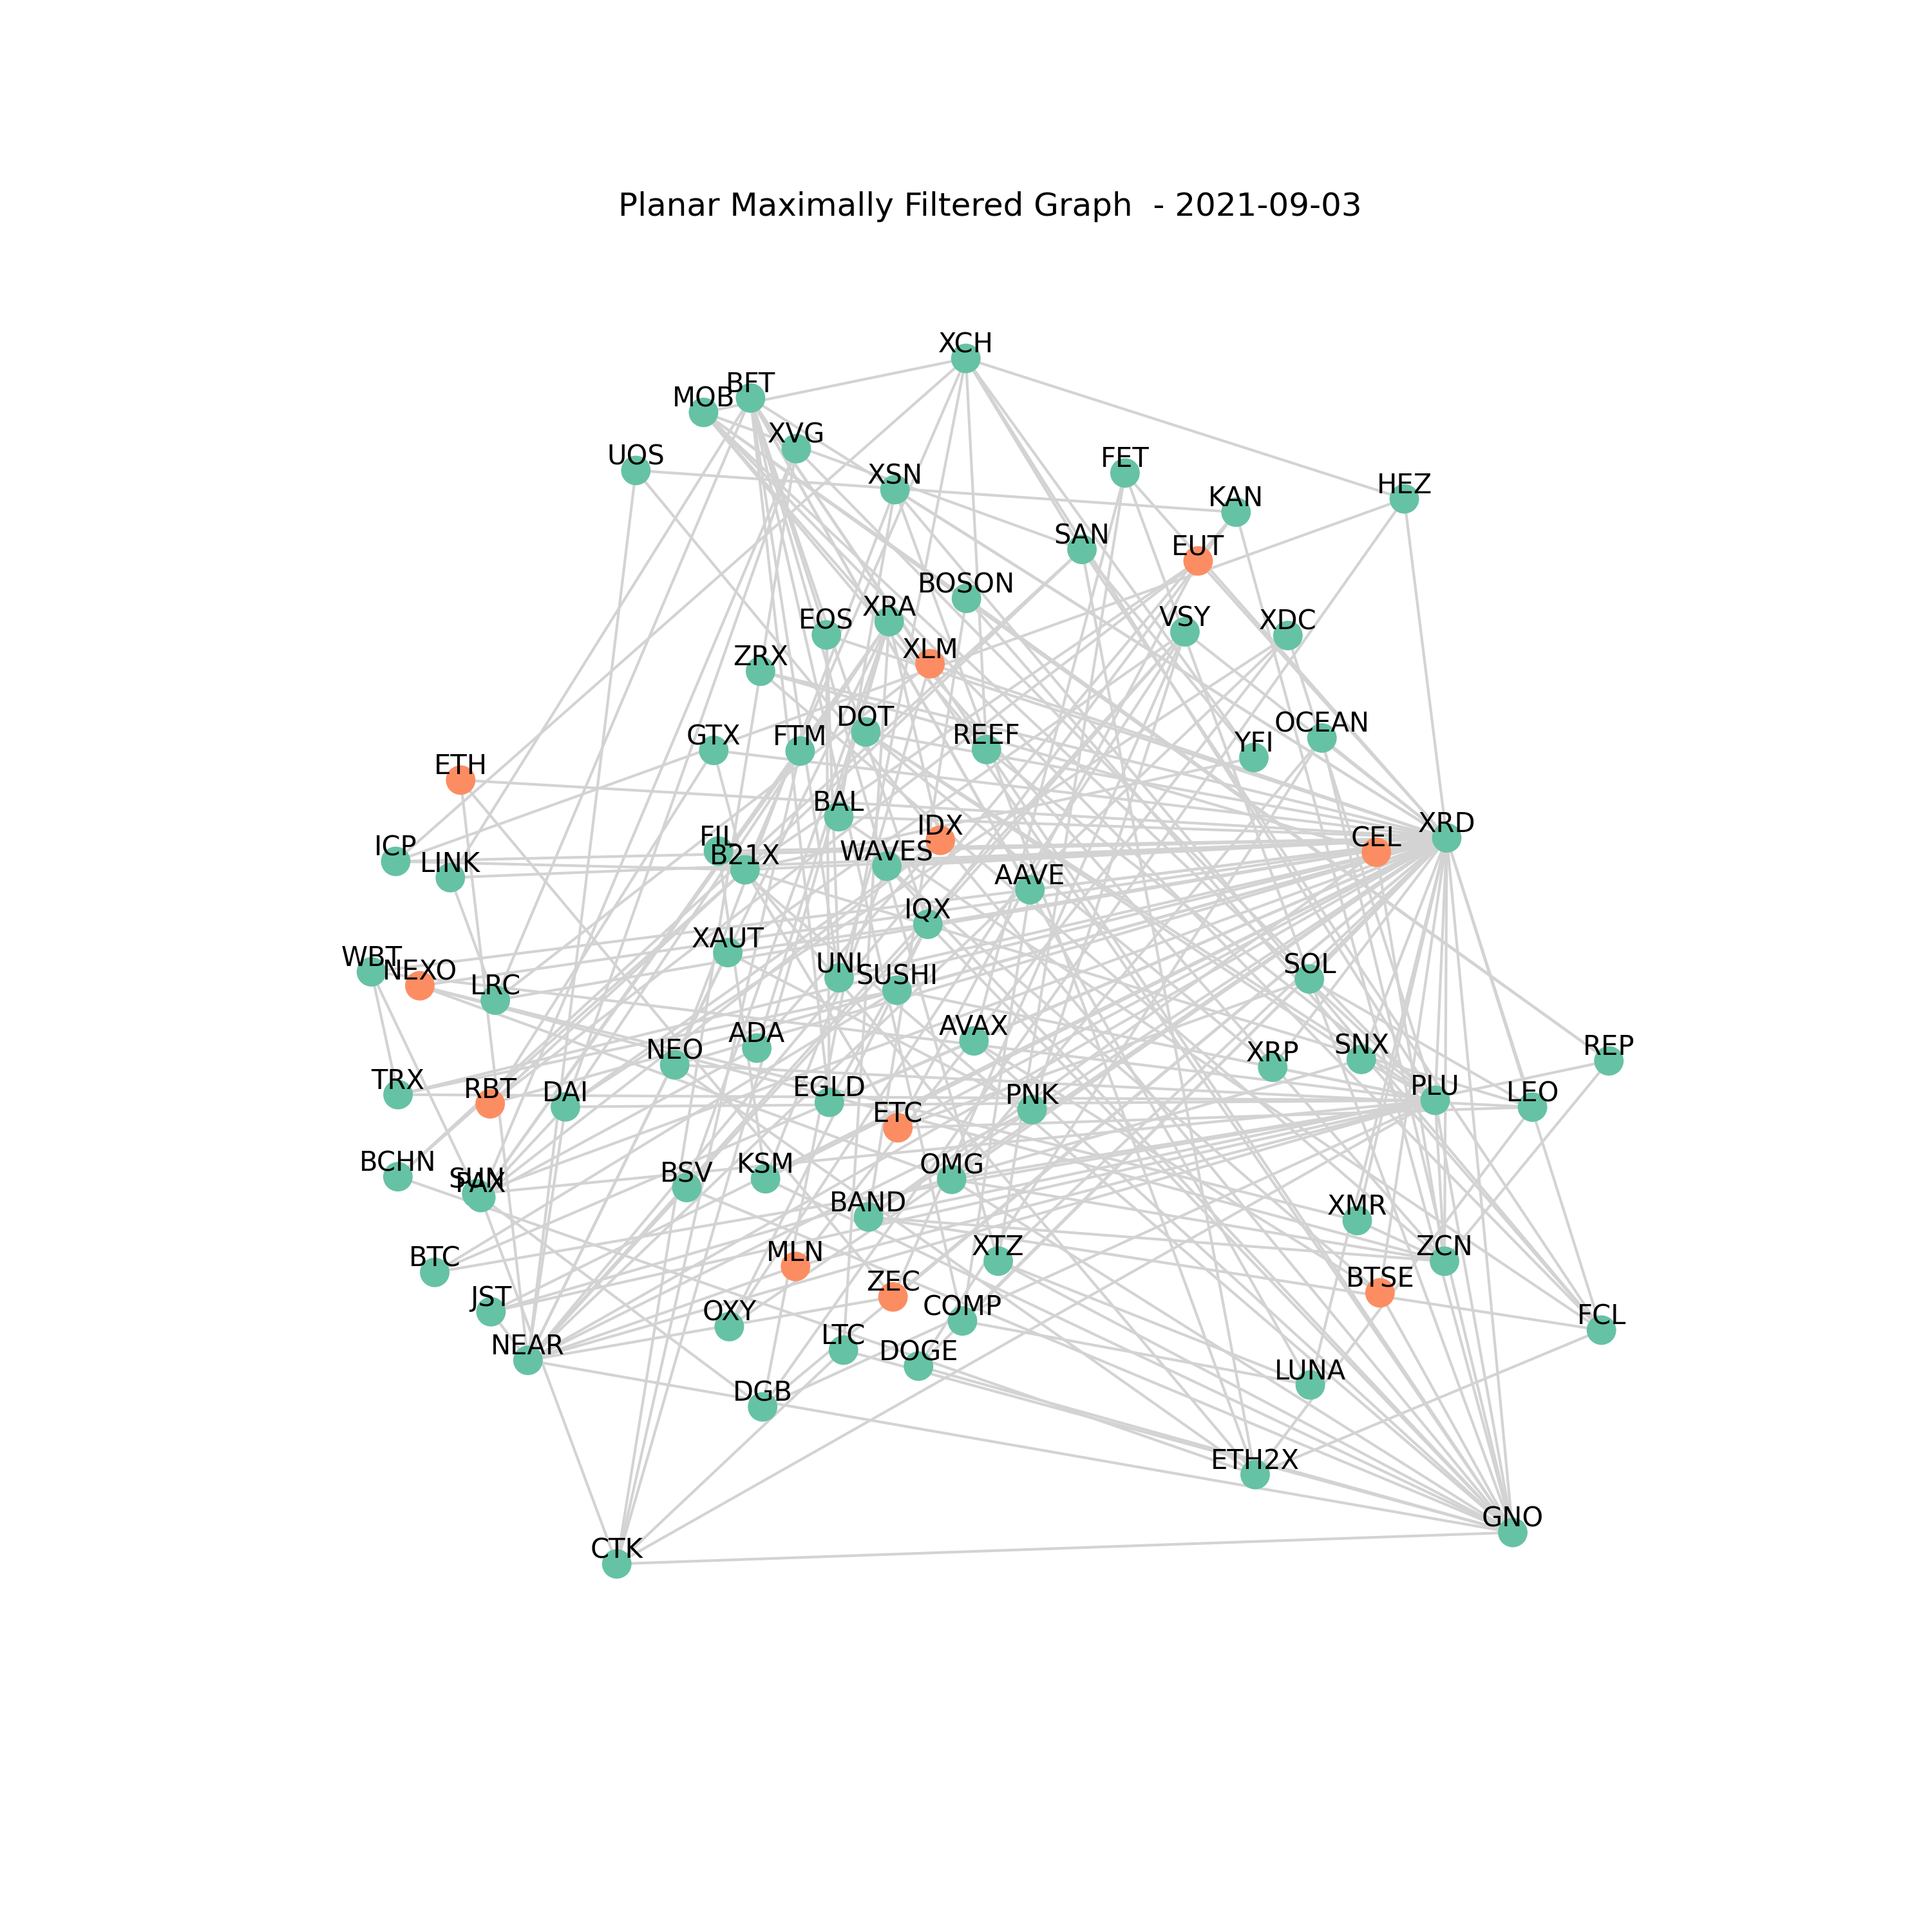 Planar Maximally Filtered Graph  - 2021-09-03
XCH
BFT
MOB
XVG
UOS
FET
XSN
HEZ
KAN
SAN
EUT
BOSON
XRA
VSY
EOS
XDC
XLM
ZRX
DOT
OCEAN
GTX
FTM
REEF
YFI
ETH
BAL
XRD
IDX
CEL
FIL
ICP
B21X
WAVES
LINK
AAVE
IQX
XAUT
WBT
UNI
SOL
NEXO
SUSHI
LRC
AVAX
ADA
SNX
REP
NEO
XRP
TRX
PLU
RBT
EGLD
DAI
LEO
PNK
ETC
BCHN
KSM
OMG
BSV
SUN
PAX
BAND
XMR
XTZ
ZCN
MLN
BTC
BTSE
ZEC
JST
COMP
OXY
FCL
LTC
NEAR
DOGE
LUNA
DGB
ETH2X
GNO
CTK